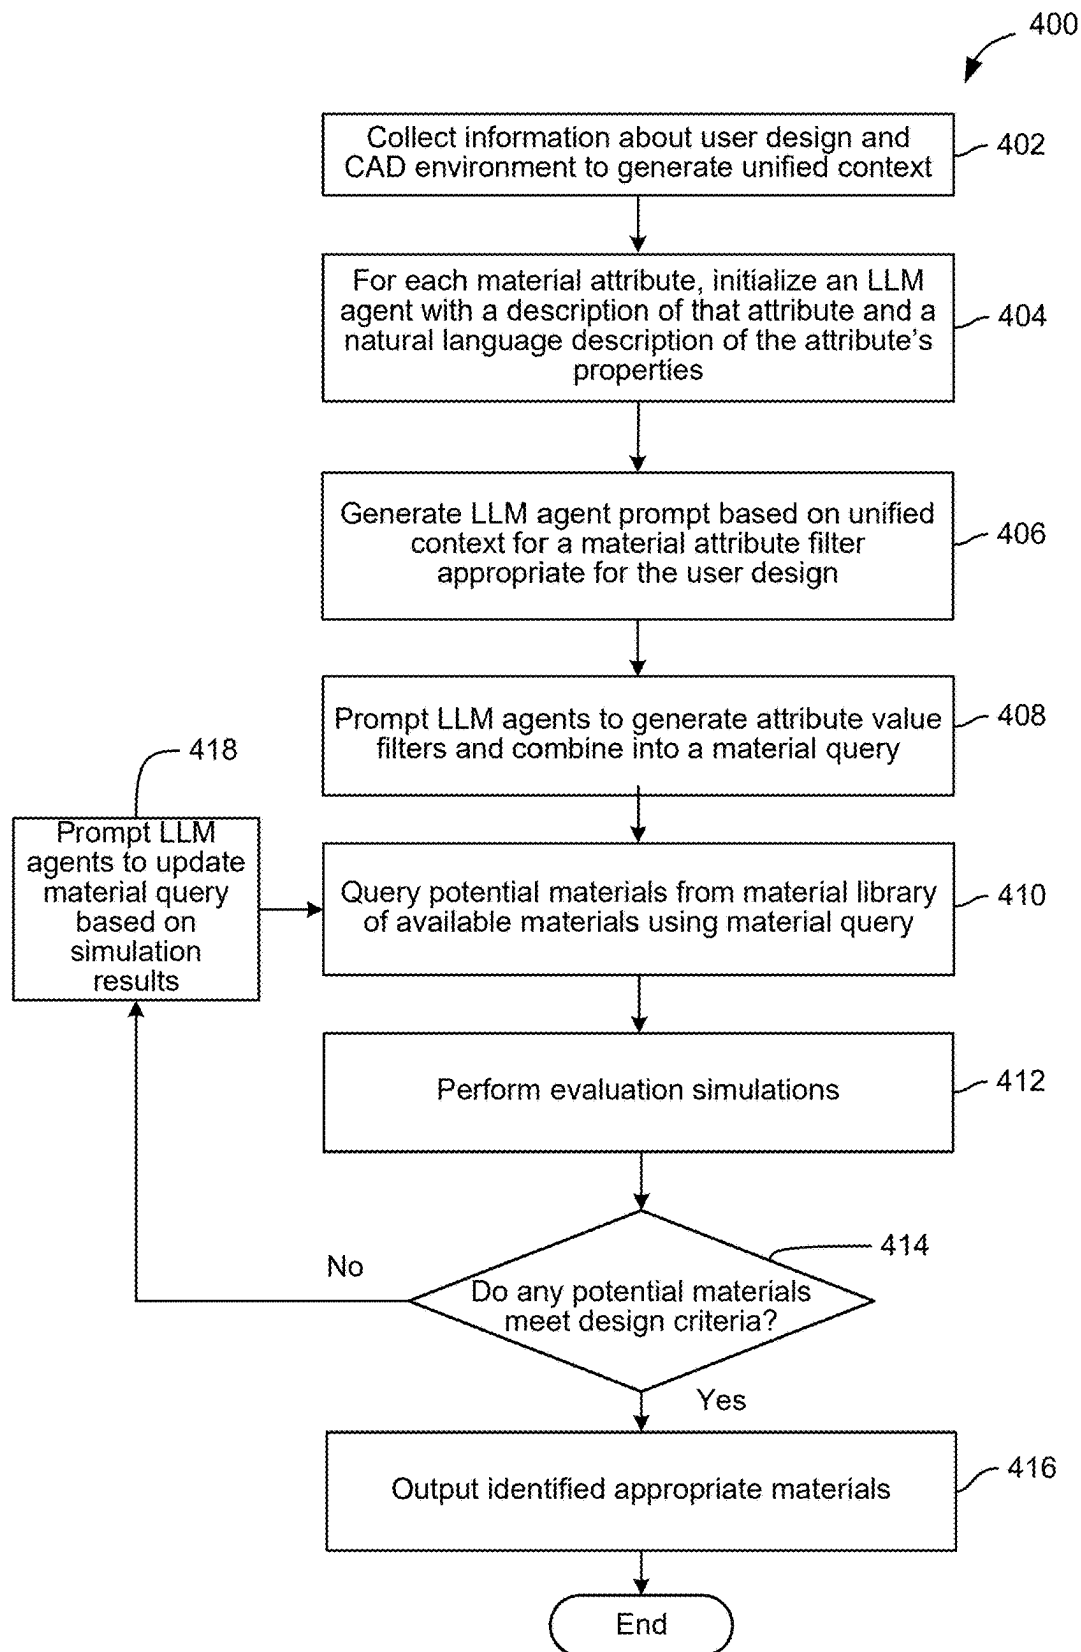 400
Collect information about user design and
CAD environment to generate unified context
402
For each material attribute, initialize an LLM
agent with a description of that attribute and a
natural language description of the attribute's
properties
404
Generate LLM agent prompt based on unified
context for a material attribute filter
appropriate for the user design
406
Prompt LLM agents to generate attribute value
filters and combine into a material query
408
418
Prompt LLM
agents to update
material query
based on
simulation
results
Query potential materials from material library
of available materials using material query
410
Perform evaluation simulations
412
414
No
Do any potential materials
meet design criteria?
Yes
Output identified appropriate materials
416
End